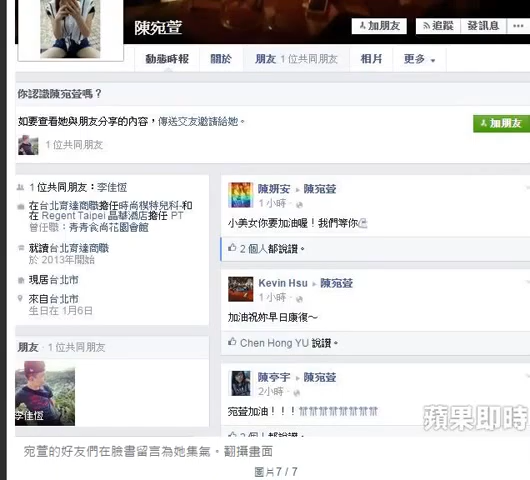 陳宛萱
加朋友
追蹤
發訊息
動態時報
關於
朋友 1 位共同朋友
相片
更多
你認識陳宛萱嗎?
如要查看她與朋友分享的內容,傳送交友邀請給她。
加朋友
1 位共同朋友
1 位共同朋友:李佳恆
在台北育達商職擔任時尚模特兒科-和
在 Regent Taipei 晶華酒店擔任 PT
曾任職:青青食尚花園會館
就讀台北育達商職
於 2013年開始
現居台北市
來自台北市
生日在 1月6日
朋友 · 1 位共同朋友
李佳恆
陳妍安 ▸ 陳宛萱
1 小時 ·
小美女你要加油喔!我們等你
2 個人都說讚。
Kevin Hsu ▸ 陳宛萱
1 小時 ·
加油祝妳早日康復~
Chen Hong YU 說讚。
陳葶宇 ▸ 陳宛萱
2小時 ·
宛萱加油!!!
2 個人都說讚。
蘋果即時
宛萱的好友們在臉書留言為她集氣。翻攝畫面
圖片7 / 7